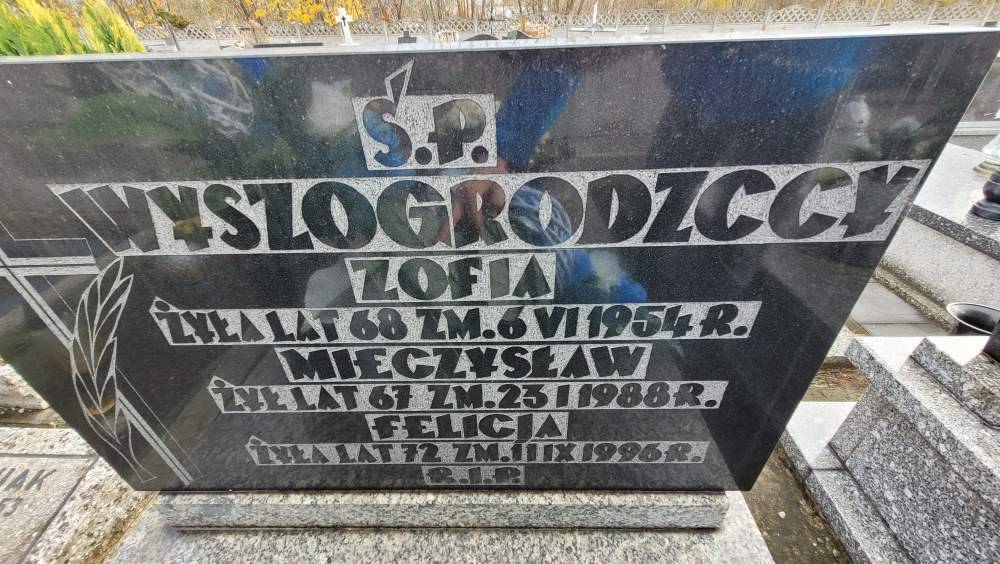 Ś.P.
WYSZOGRODZCCY
ZOFIA
ŻYŁA LAT 68 ZM. 6 VI 1954 R.
MIECZYSŁAW
ŻYŁ LAT 67 ZM. 23 I 1988 R.
FELICJA
ŻYŁA LAT 72 ZM. 11 IX 1996 R.
R.I.P.